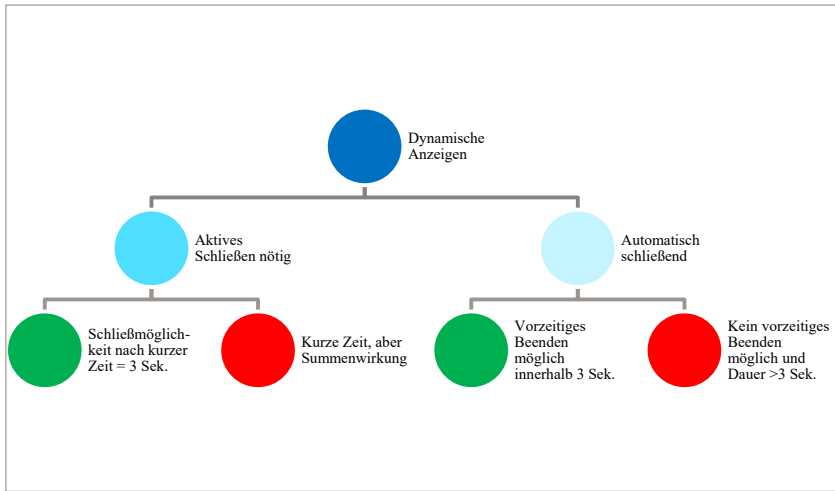 Dynamische
Anzeigen
Aktives
Schließen nötig
Automatisch
schließend
Schließmöglich-
keit nach kurzer
Zeit = 3 Sek.
Kurze Zeit, aber
Summenwirkung
Vorzeitiges
Beenden
möglich
innerhalb 3 Sek.
Kein vorzeitiges
Beenden
möglich und
Dauer >3 Sek.